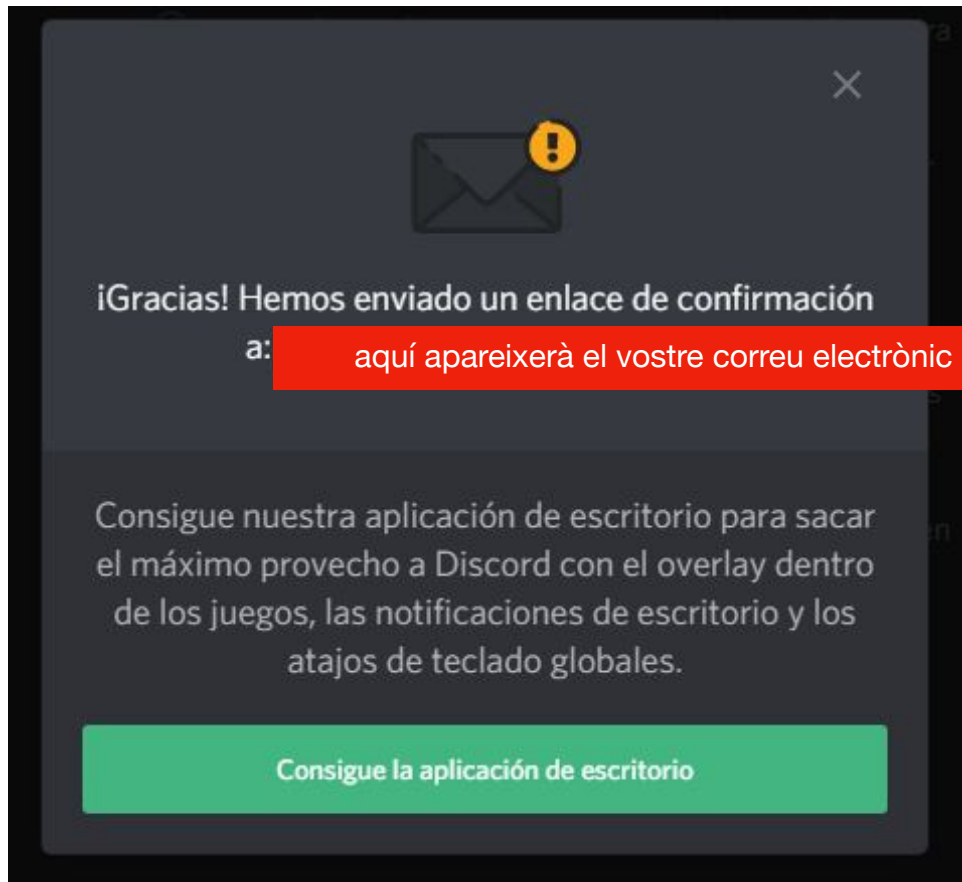 ¡Gracias! Hemos enviado un enlace de confirmación
a: aquí apareixerà el vostre correu electrònic
Consigue nuestra aplicación de escritorio para sacar
el máximo provecho a Discord con el overlay dentro
de los juegos, las notificaciones de escritorio y los
atajos de teclado globales.
Consigue la aplicación de escritorio